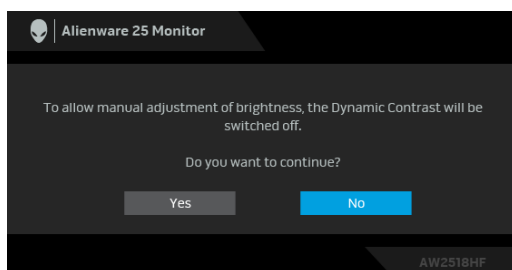 Alienware 25 Monitor
To allow manual adjustment of brightness, the Dynamic Contrast will be
switched off.
Do you want to continue?
Yes No
AW2518HF